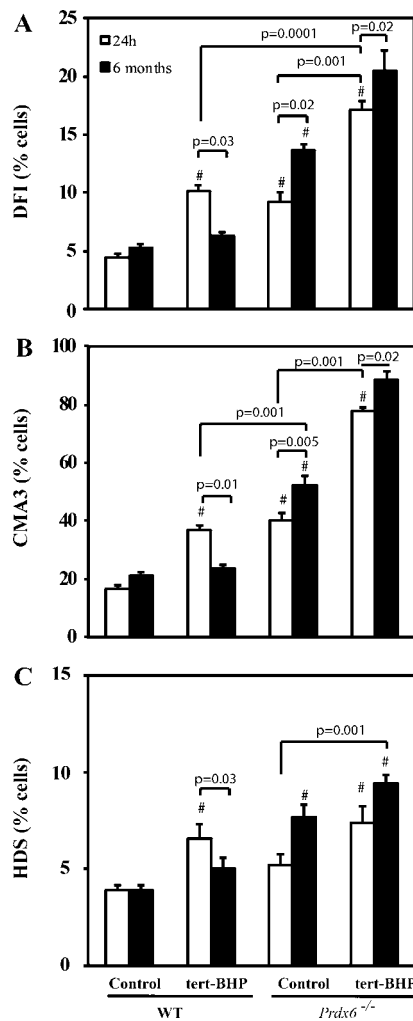 A
24h
6 months
p=0.0001
p=0.02
p=0.001
p=0.02
p=0.03
#
#
#
#
25
20
15
10
5
0
DFI (% cells)
B
p=0.001
p=0.02
p=0.001
p=0.005
p=0.01
#
#
#
#
100
80
60
40
20
0
CMA3 (% cells)
C
p=0.001
p=0.03
#
#
#
#
15
10
5
0
HDS (% cells)
Control tert-BHP Control tert-BHP
WT Prdx6 -/-